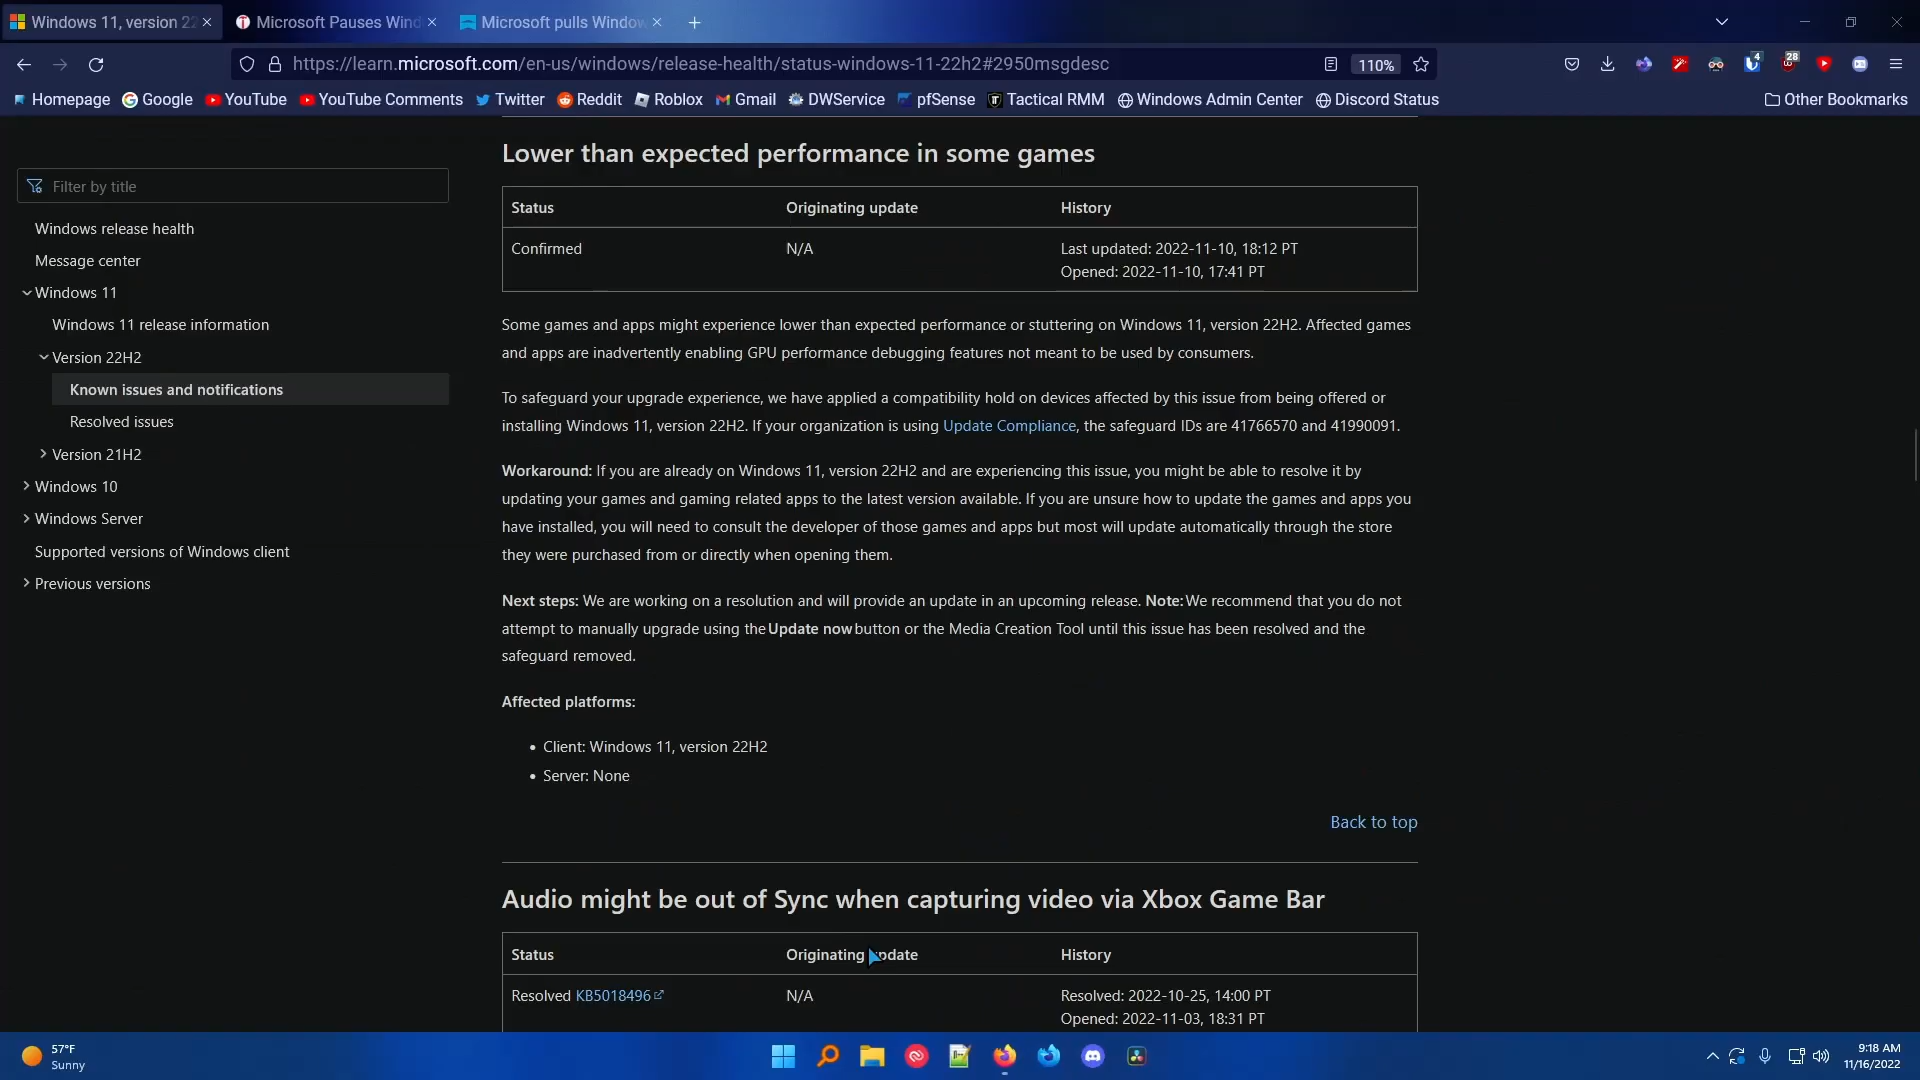 Windows 11, version 22
Microsoft Pauses Wind
Microsoft pulls Window
https://learn.microsoft.com/en-us/windows/release-health/status-windows-11-22h2#2950msgdesc
110%
4
28
Homepage
Google
YouTube
YouTube Comments
Twitter
Reddit
Roblox
Gmail
DWService
pfSense
Tactical RMM
Windows Admin Center
Discord Status
Other Bookmarks
Filter by title
Windows release health
Message center
Windows 11
Windows 11 release information
Version 22H2
Known issues and notifications
Resolved issues
Version 21H2
Windows 10
Windows Server
Supported versions of Windows client
Previous versions
Lower than expected performance in some games
Status Originating update History
Confirmed N/A Last updated: 2022-11-10, 18:12 PT
Opened: 2022-11-10, 17:41 PT
Some games and apps might experience lower than expected performance or stuttering on Windows 11, version 22H2. Affected games
and apps are inadvertently enabling GPU performance debugging features not meant to be used by consumers.
To safeguard your upgrade experience, we have applied a compatibility hold on devices affected by this issue from being offered or
installing Windows 11, version 22H2. If your organization is using Update Compliance, the safeguard IDs are 41766570 and 41990091.
Workaround: If you are already on Windows 11, version 22H2 and are experiencing this issue, you might be able to resolve it by
updating your games and gaming related apps to the latest version available. If you are unsure how to update the games and apps you
have installed, you will need to consult the developer of those games and apps but most will update automatically through the store
they were purchased from or directly when opening them.
Next steps: We are working on a resolution and will provide an update in an upcoming release. Note:We recommend that you do not
attempt to manually upgrade using the Update now button or the Media Creation Tool until this issue has been resolved and the
safeguard removed.
Affected platforms:
• Client: Windows 11, version 22H2
• Server: None
Back to top
Audio might be out of Sync when capturing video via Xbox Game Bar
Status Originating update History
Resolved KB5018496 N/A Resolved: 2022-10-25, 14:00 PT
Opened: 2022-11-03, 18:31 PT
57°F
Sunny
9:18 AM
11/16/2022